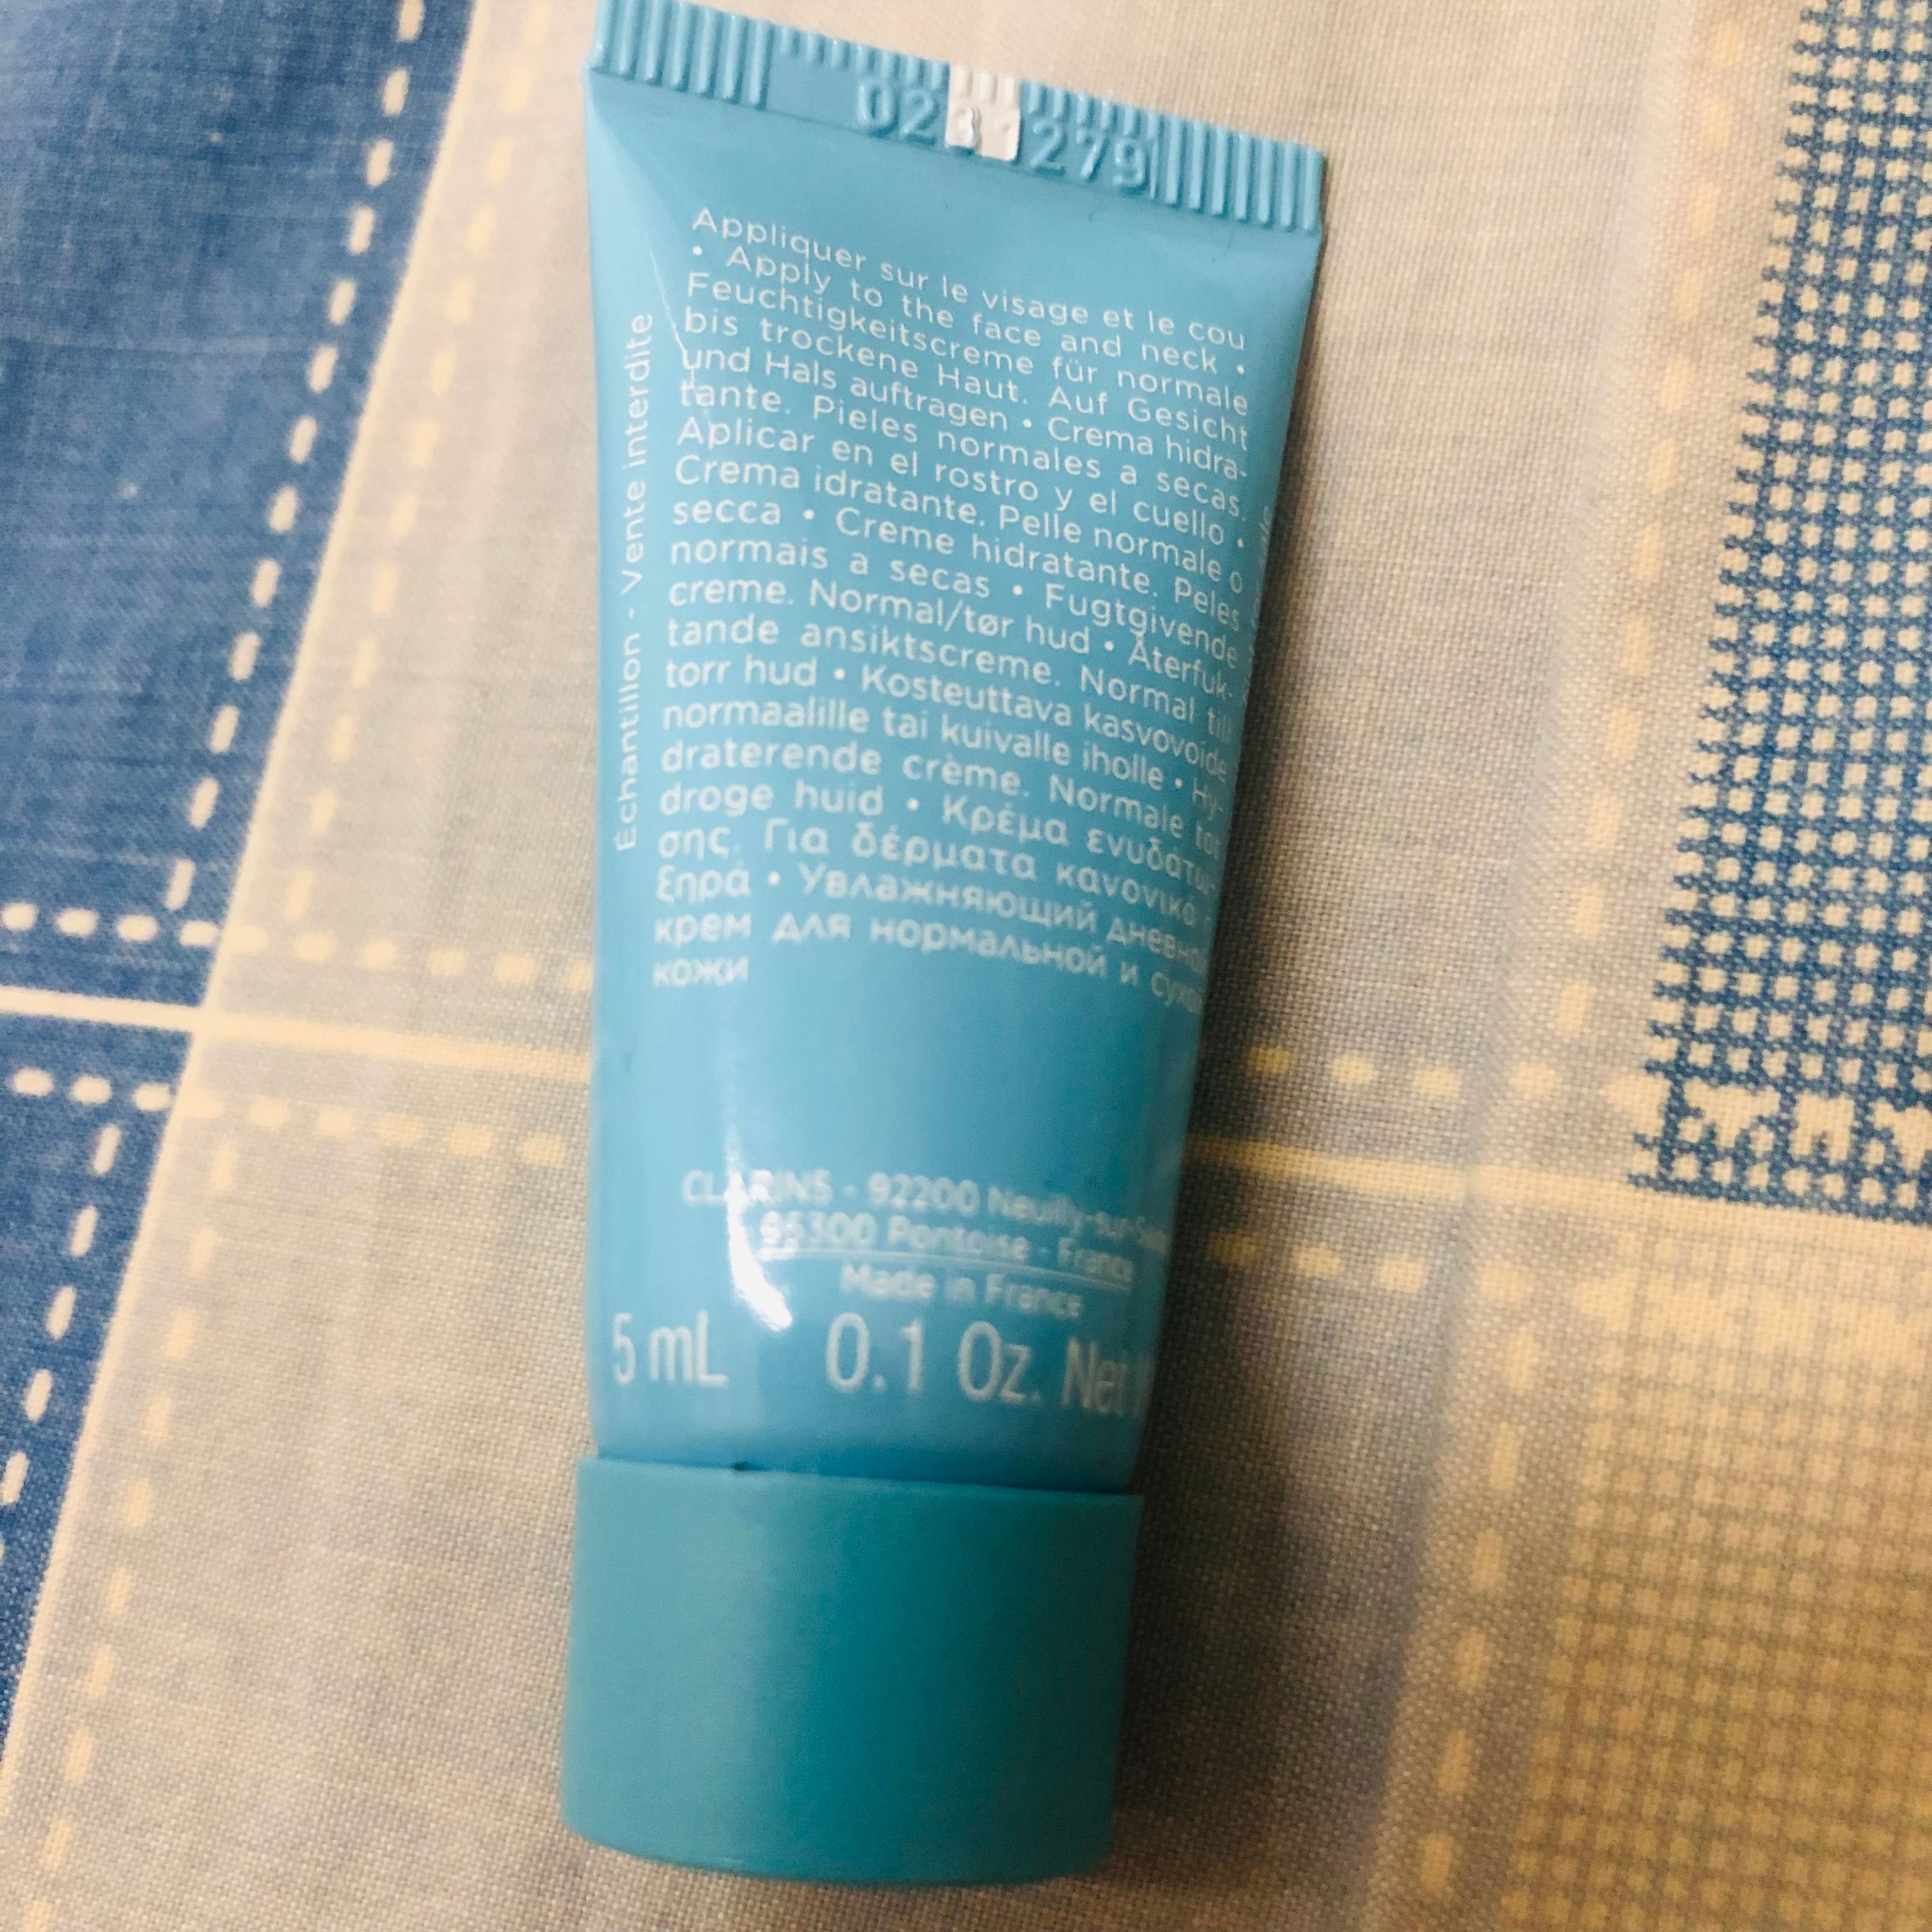 0231279
Appliquer sur le visage et le cou
• Apply to the face and neck •
Feuchtigkeitscreme für normale
bis trockene Haut. Auf Gesicht
und Hals auftragen • Crema hidra-
tante. Pieles normales a secas.
Aplicar en el rostro y el cuello •
Crema idratante. Pelle normale o
secca • Creme hidratante. Peles
normais a secas • Fugtgivende
creme. Normal/tør hud • Återfuk-
tande ansiktscreme. Normal till
torr hud • Kosteuttava kasvovoide
normaalille tai kuivalle iholle • Hy-
draterende crème. Normale tot
droge huid • Κρέμα ενυδάτω-
σης. Για δέρματα κανονικά -
ξηρά • Увлажняющий дневной
крем для нормальной и сухой
кожи
Échantillon - Vente interdite
CLARINS - 92200 Neuilly-sur-
95300 Pontoise - France
Made in France
5 mL 0.1 Oz. Net